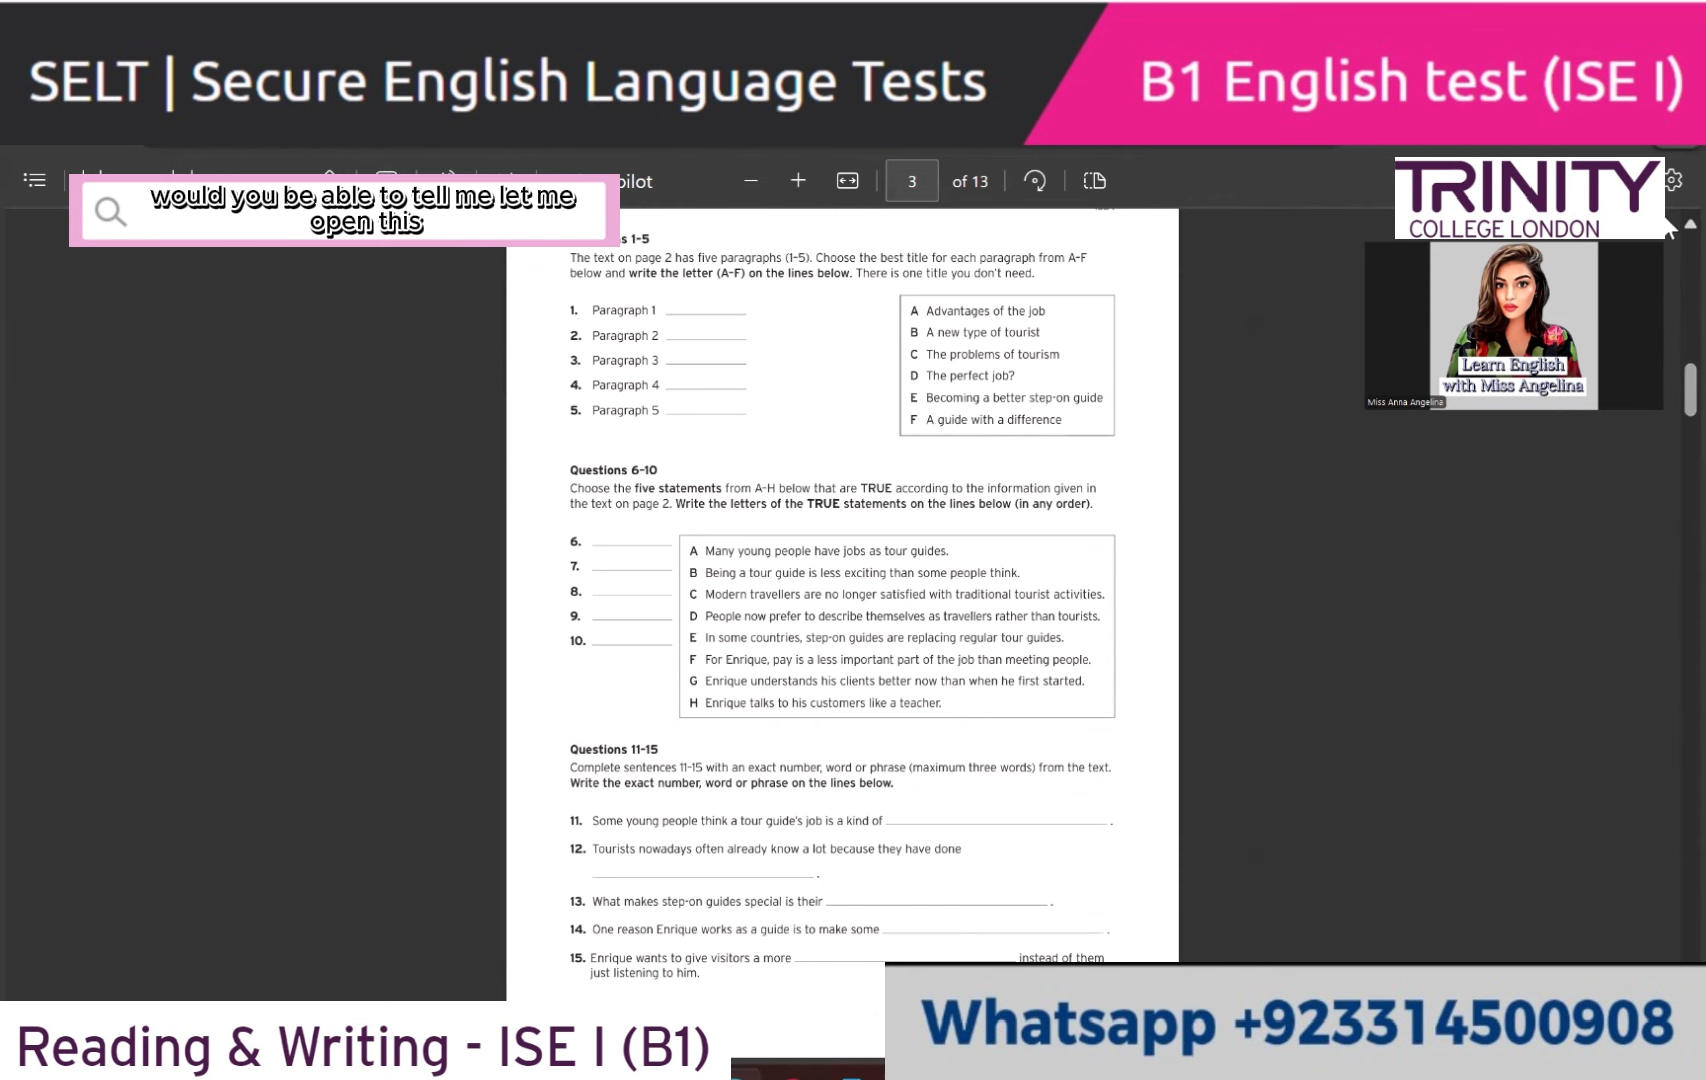 SELT | Secure English Language Tests
B1 English test (ISE I)
would you be able to tell me let me
open this
3 of 13
TRINITY
COLLEGE LONDON
Learn English
with Miss Angelina
Miss Anna Angelina
1–5
The text on page 2 has five paragraphs (1–5). Choose the best title for each paragraph from A–F
below and write the letter (A–F) on the lines below. There is one title you don't need.
1. Paragraph 1
2. Paragraph 2
3. Paragraph 3
4. Paragraph 4
5. Paragraph 5
A Advantages of the job
B A new type of tourist
C The problems of tourism
D The perfect job?
E Becoming a better step-on guide
F A guide with a difference
Questions 6–10
Choose the five statements from A–H below that are TRUE according to the information given in
the text on page 2. Write the letters of the TRUE statements on the lines below (in any order).
6.
7.
8.
9.
10.
A Many young people have jobs as tour guides.
B Being a tour guide is less exciting than some people think.
C Modern travellers are no longer satisfied with traditional tourist activities.
D People now prefer to describe themselves as travellers rather than tourists.
E In some countries, step-on guides are replacing regular tour guides.
F For Enrique, pay is a less important part of the job than meeting people.
G Enrique understands his clients better now than when he first started.
H Enrique talks to his customers like a teacher.
Questions 11–15
Complete sentences 11–15 with an exact number, word or phrase (maximum three words) from the text.
Write the exact number, word or phrase on the lines below.
11. Some young people think a tour guide's job is a kind of .
12. Tourists nowadays often already know a lot because they have done
.
13. What makes step-on guides special is their .
14. One reason Enrique works as a guide is to make some .
15. Enrique wants to give visitors a more instead of them
just listening to him.
Reading & Writing - ISE I (B1)
Whatsapp +923314500908